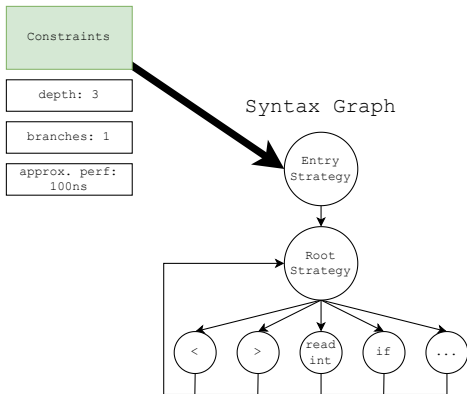 Constraints
depth: 3
branches: 1
approx. perf:
100ns
Syntax Graph
Entry
Strategy
Root
Strategy
<
>
read
int
if
...